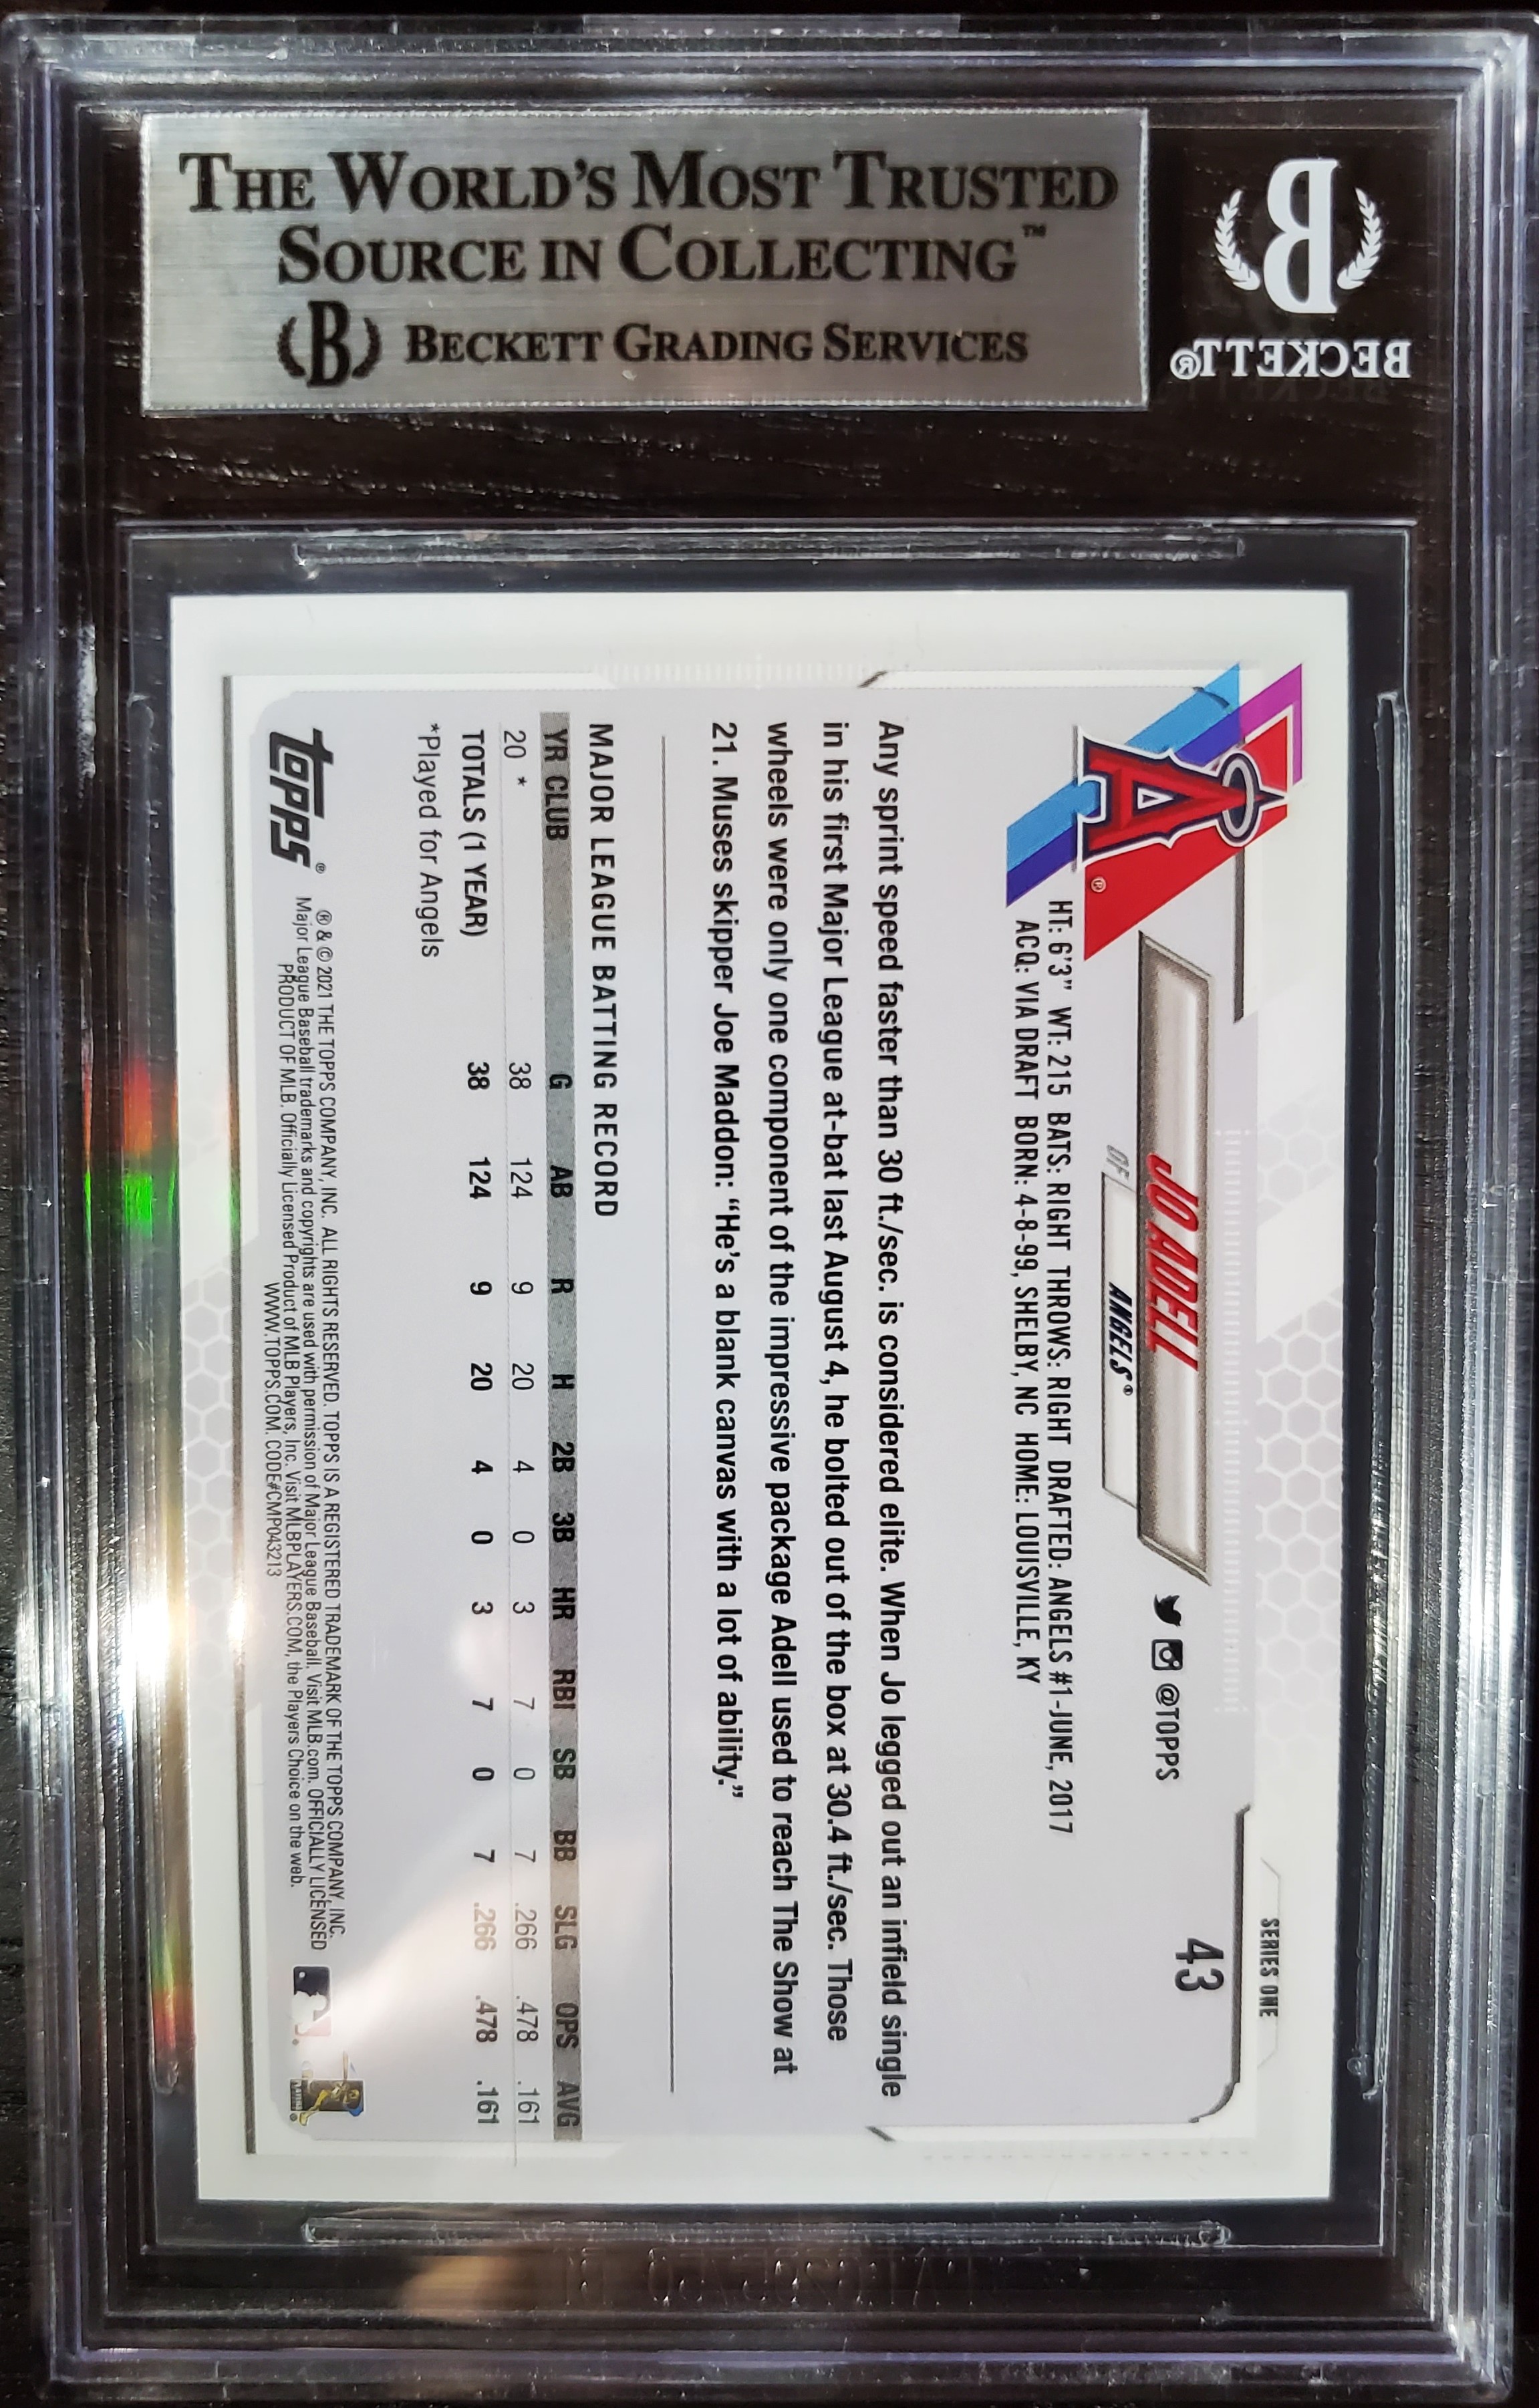 THE WORLD'S MOST TRUSTED
SOURCE IN COLLECTING™
B BECKETT GRADING SERVICES
B
BECKETT®
SERIES ONE
43
JO ADELL
@TOPPS
OF ANGELS®
A®
HT: 6'3" WT: 215 BATS: RIGHT THROWS: RIGHT DRAFTED: ANGELS #1-JUNE, 2017
ACQ: VIA DRAFT BORN: 4-8-99, SHELBY, NC HOME: LOUISVILLE, KY
Any sprint speed faster than 30 ft./sec. is considered elite. When Jo legged out an infield single
in his first Major League at-bat last August 4, he bolted out of the box at 30.4 ft./sec. Those
wheels were only one component of the impressive package Adell used to reach The Show at
21. Muses skipper Joe Maddon: “He's a blank canvas with a lot of ability.”
MAJOR LEAGUE BATTING RECORD
YR CLUB G AB R H 2B 3B HR RBI SB BB SLG OPS AVG
20 * 38 124 9 20 4 0 3 7 0 7 .266 .478 .161
TOTALS (1 YEAR) 38 124 9 20 4 0 3 7 0 7 .266 .478 .161
*Played for Angels
topps®
® & © 2021 THE TOPPS COMPANY, INC. ALL RIGHTS RESERVED. TOPPS IS A REGISTERED TRADEMARK OF THE TOPPS COMPANY, INC.
Major League Baseball trademarks and copyrights are used with permission of Major League Baseball. Visit MLB.com. OFFICIALLY LICENSED
PRODUCT OF MLB. Officially Licensed Product of MLB Players, Inc. Visit MLBPLAYERS.COM, the Players Choice on the web.
WWW.TOPPS.COM. CODE#CMP043213